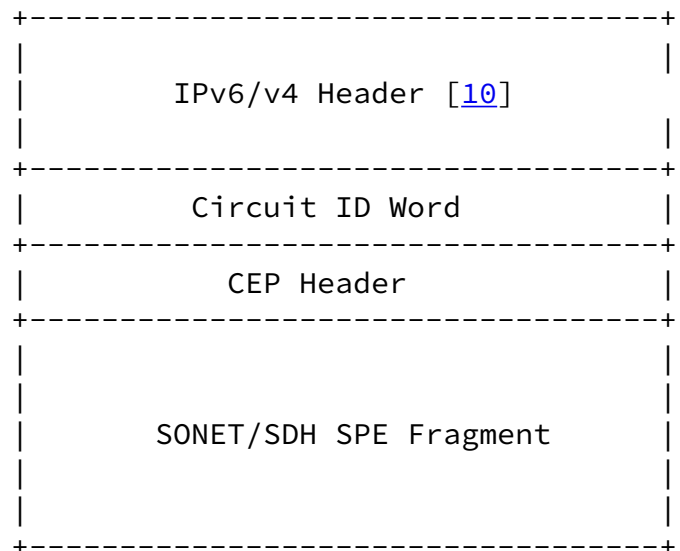 IPv6/v4 Header [10]
Circuit ID Word
CEP Header
SONET/SDH SPE Fragment